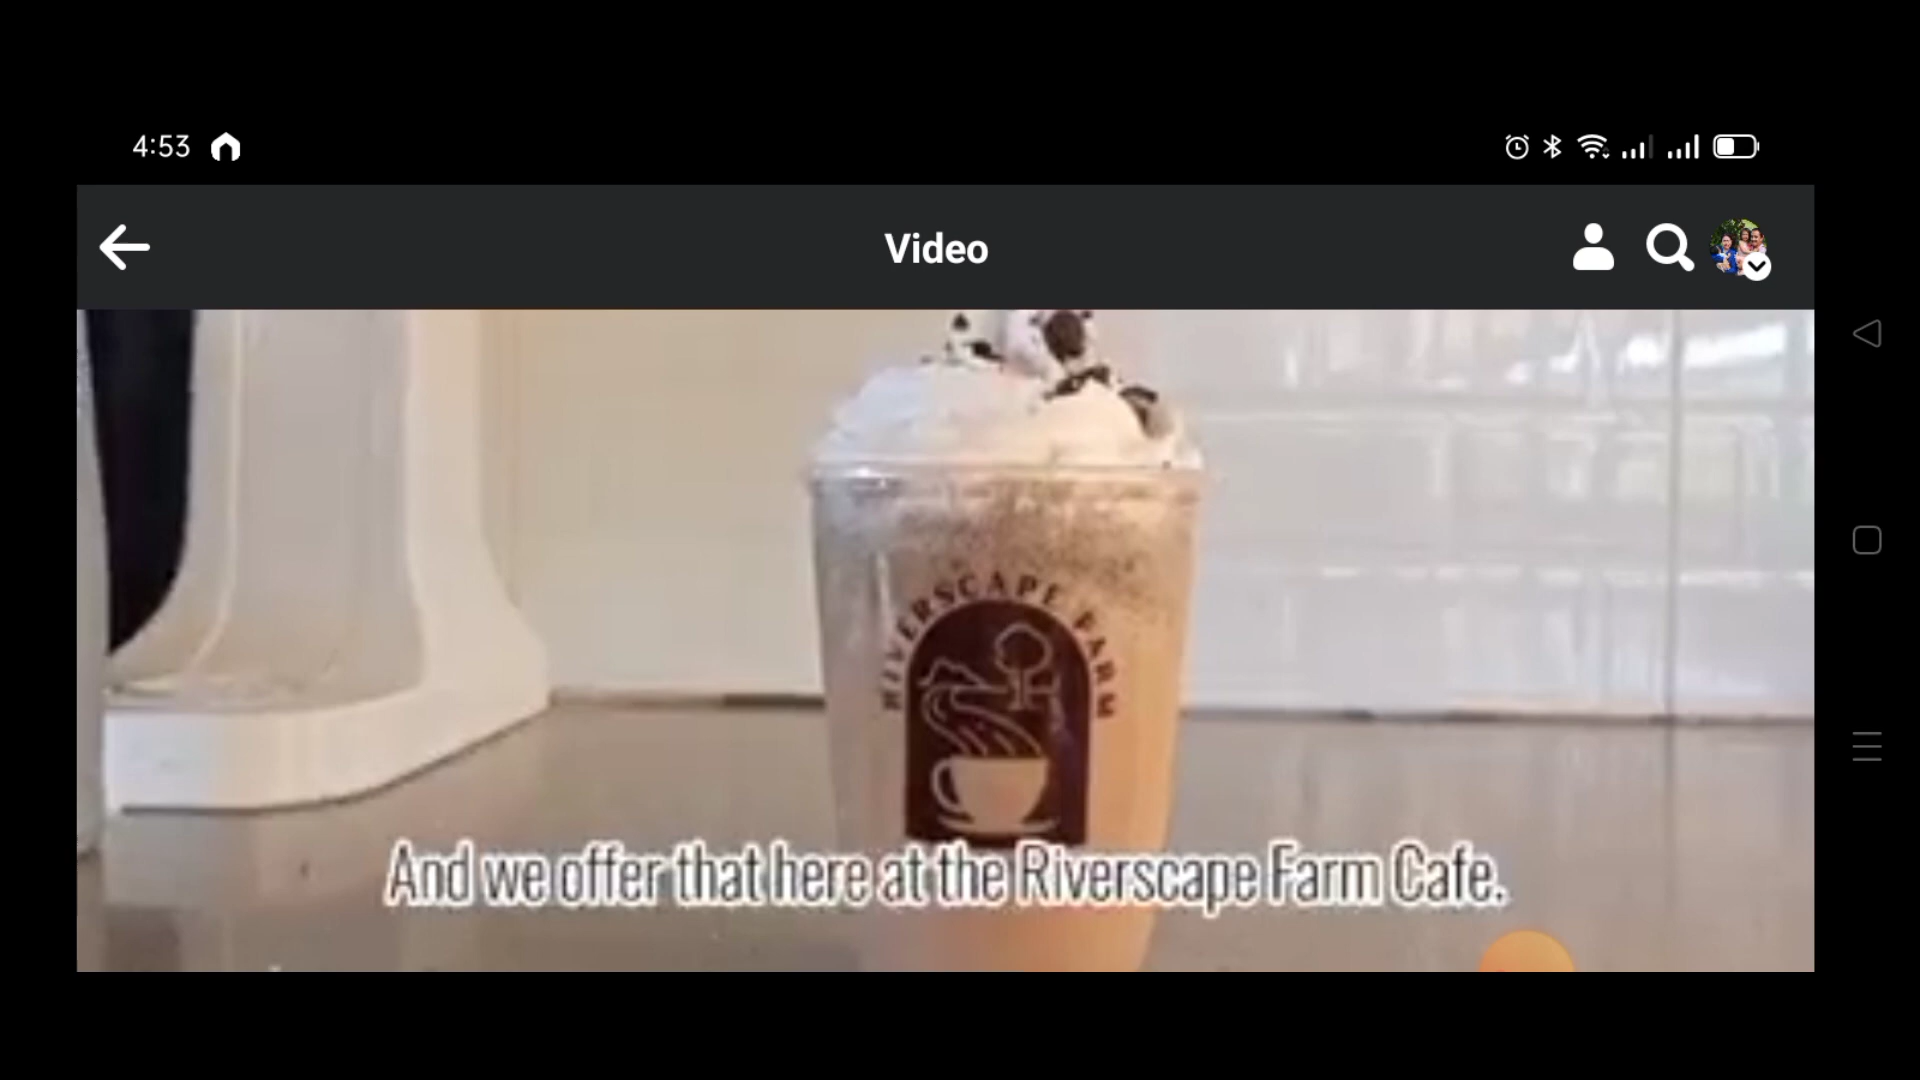 4:53
Video
RIVERSCAPE FARM
And we offer that here at the Riverscape Farm Cafe.